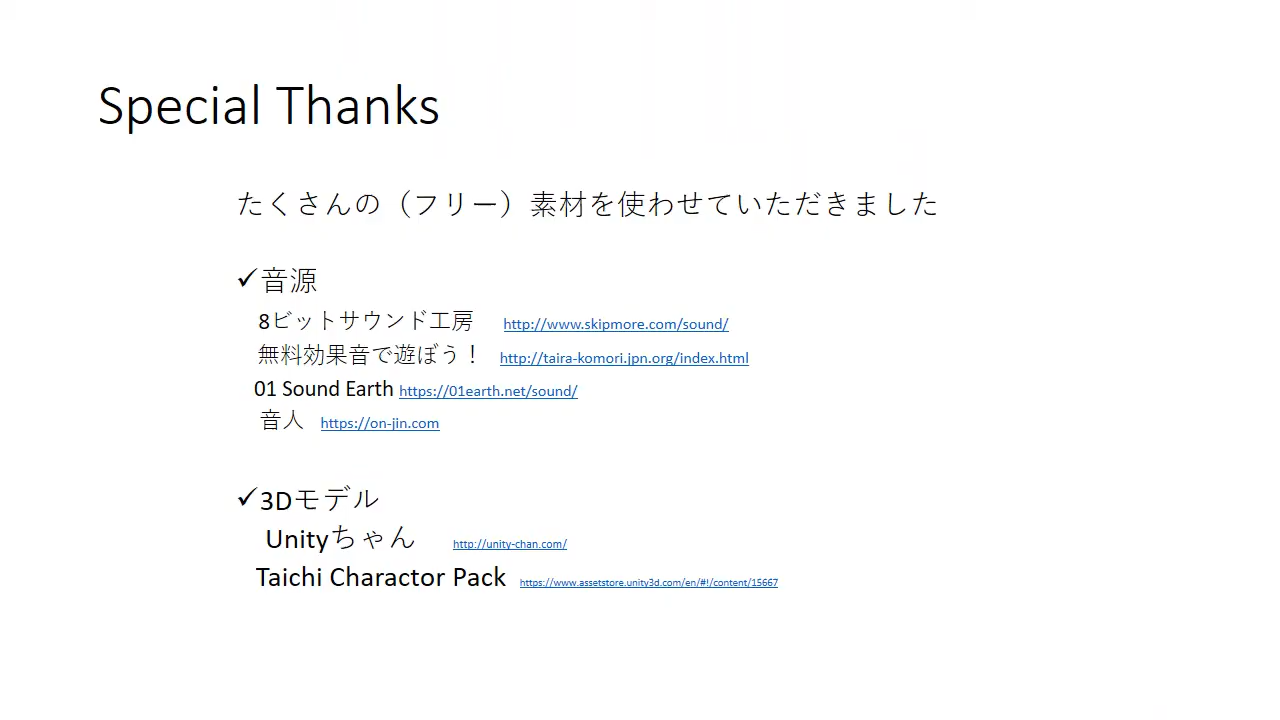 Special Thanks
たくさんの（フリー）素材を使わせていただきました
✓音源
8ビットサウンド工房 http://www.skipmore.com/sound/
無料効果音で遊ぼう！ http://taira-komori.jpn.org/index.html
01 Sound Earth https://01earth.net/sound/
音人 https://on-jin.com
✓3Dモデル
Unityちゃん http://unity-chan.com/
Taichi Charactor Pack https://www.assetstore.unity3d.com/en/#!/content/15667